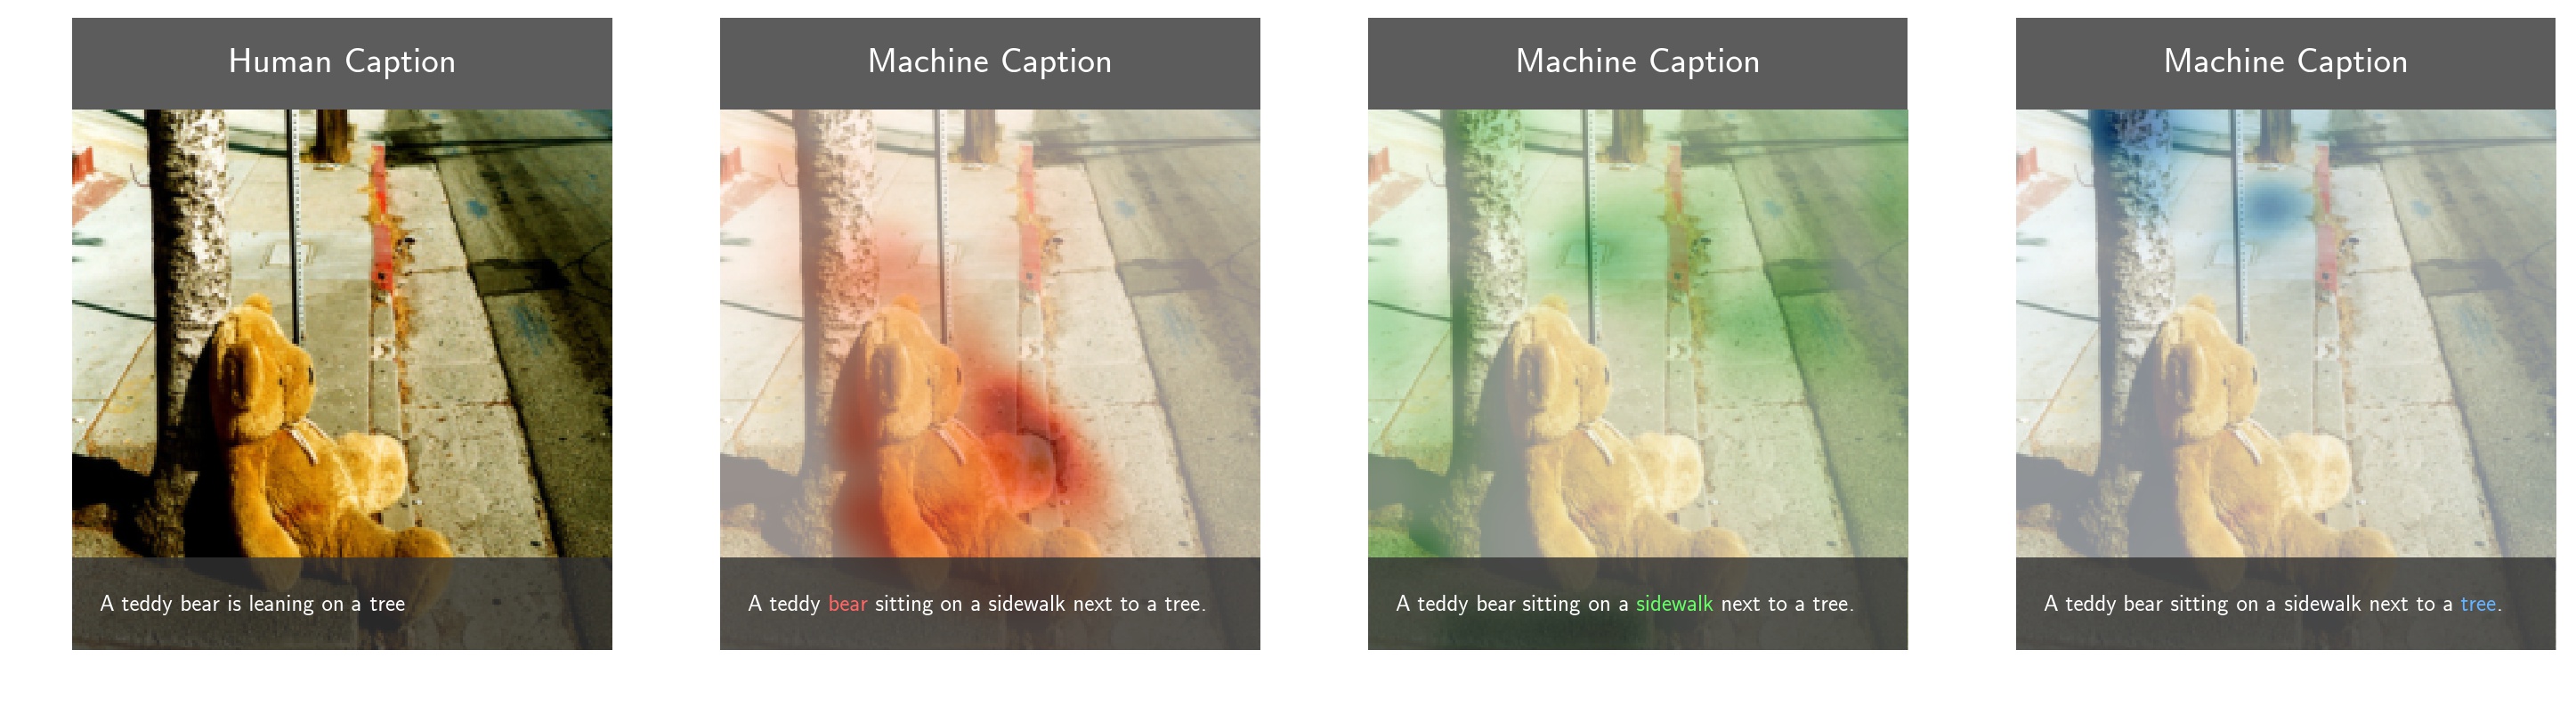 Human Caption
A teddy bear is leaning on a tree
Machine Caption
A teddy bear sitting on a sidewalk next to a tree.
Machine Caption
A teddy bear sitting on a sidewalk next to a tree.
Machine Caption
A teddy bear sitting on a sidewalk next to a tree.